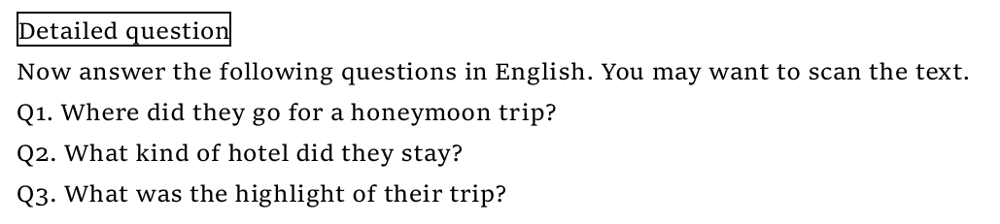 Detailed question
Now answer the following questions in English. You may want to scan the text.
Q1. Where did they go for a honeymoon trip?
Q2. What kind of hotel did they stay?
Q3. What was the highlight of their trip?